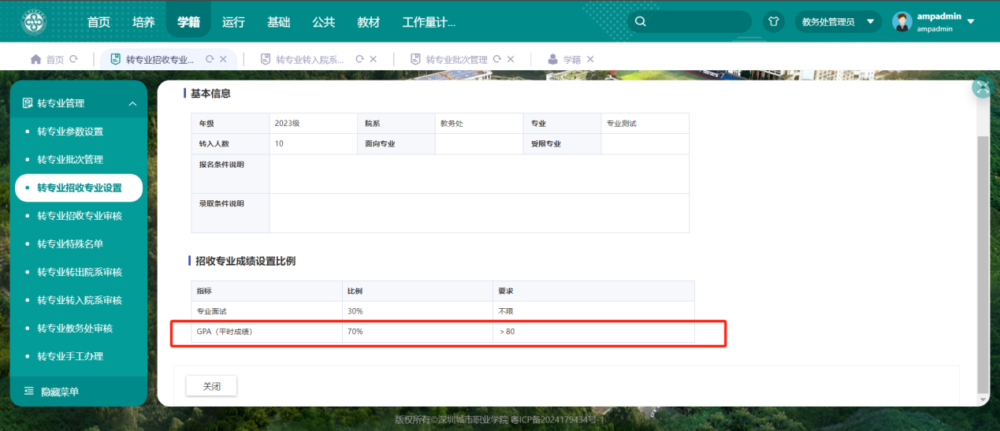 首页 培养 学籍 运行 基础 公共 教材 工作量计... 教务处管理员 ampadmin
ampadmin
首页 转专业招收专业... 转专业转入院系... 转专业批次管理 学籍
转专业管理
转专业参数设置
转专业批次管理
转专业招收专业设置
转专业招收专业审核
转专业特殊名单
转专业转出院系审核
转专业转入院系审核
转专业教务处审核
转专业手工办理
隐藏菜单
基本信息
年级 2023级 院系 教务处 专业 专业测试
转入人数 10 面向专业 受限专业
报名条件说明
录取条件说明
招收专业成绩设置比例
指标 比例 要求
专业面试 30% 不限
GPA（平时成绩） 70% ＞80
关闭
版权所有©深圳城市职业学院 粤ICP备2024179434号-1